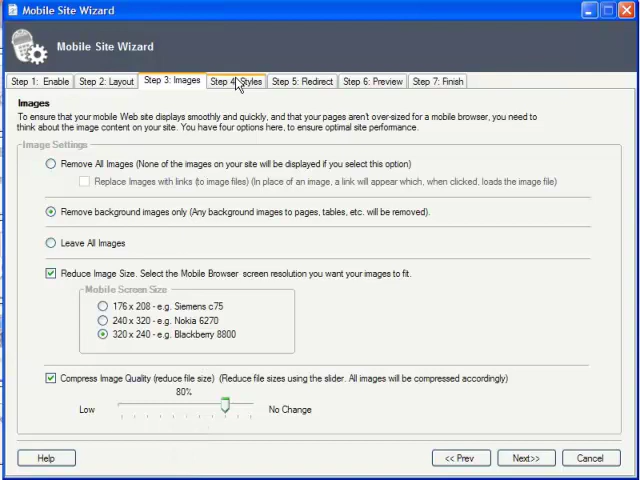 Mobile Site Wizard
Mobile Site Wizard
Step 1: Enable Step 2: Layout Step 3: Images Step 4: Styles Step 5: Redirect Step 6: Preview Step 7: Finish
Images
To ensure that your mobile Web site displays smoothly and quickly, and that your pages aren't over-sized for a mobile browser, you need to
think about the image content on your site. You have four options here, to ensure optimal site performance.
Image Settings
Remove All Images (None of the images on your site will be displayed if you select this option)
Replace Images with links (to image files) (In place of an image, a link will appear which, when clicked, loads the image file)
Remove background images only (Any background images to pages, tables, etc. will be removed).
Leave All Images
Reduce Image Size. Select the Mobile Browser screen resolution you want your images to fit.
Mobile Screen Size
176 x 208 - e.g. Siemens c75
240 x 320 - e.g. Nokia 6270
320 x 240 - e.g. Blackberry 8800
Compress Image Quality (reduce file size) (Reduce file sizes using the slider. All images will be compressed accordingly)
80%
Low No Change
Help << Prev Next>> Cancel